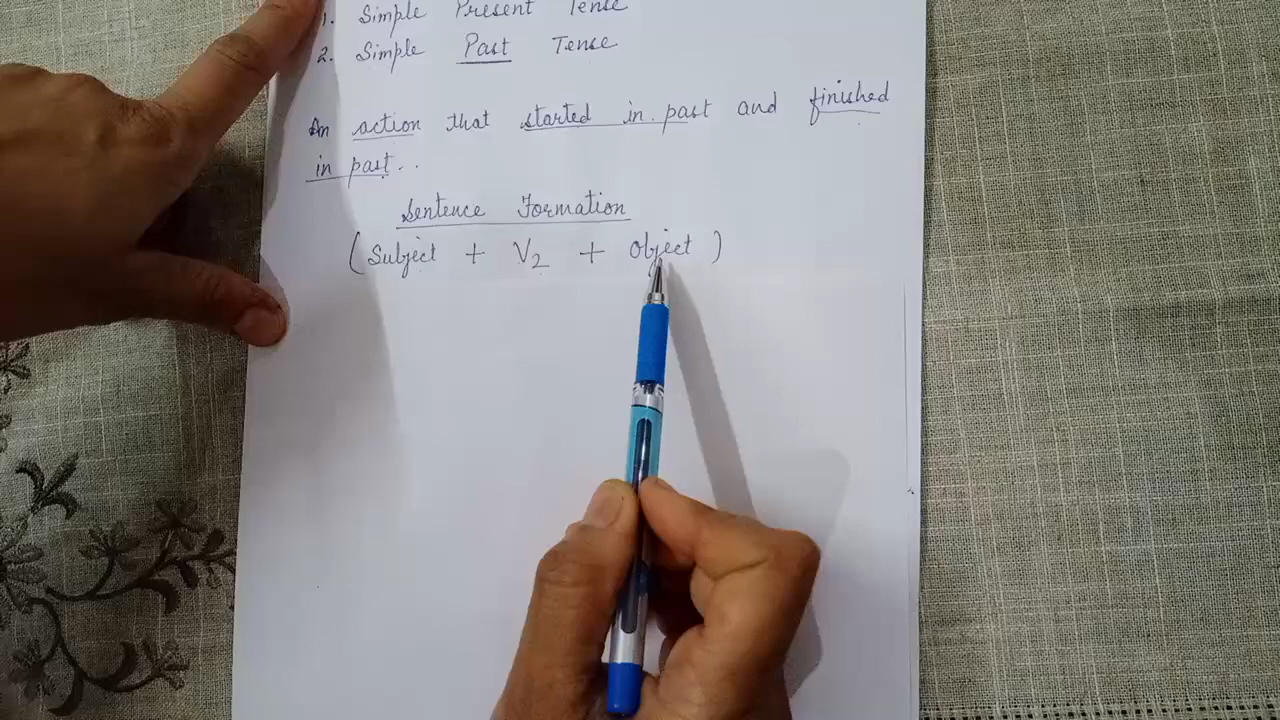 1. Simple Present Tense
2. Simple Past Tense
An action that started in past and finished
in past..
Sentence Formation
(Subject + V2 + Object)